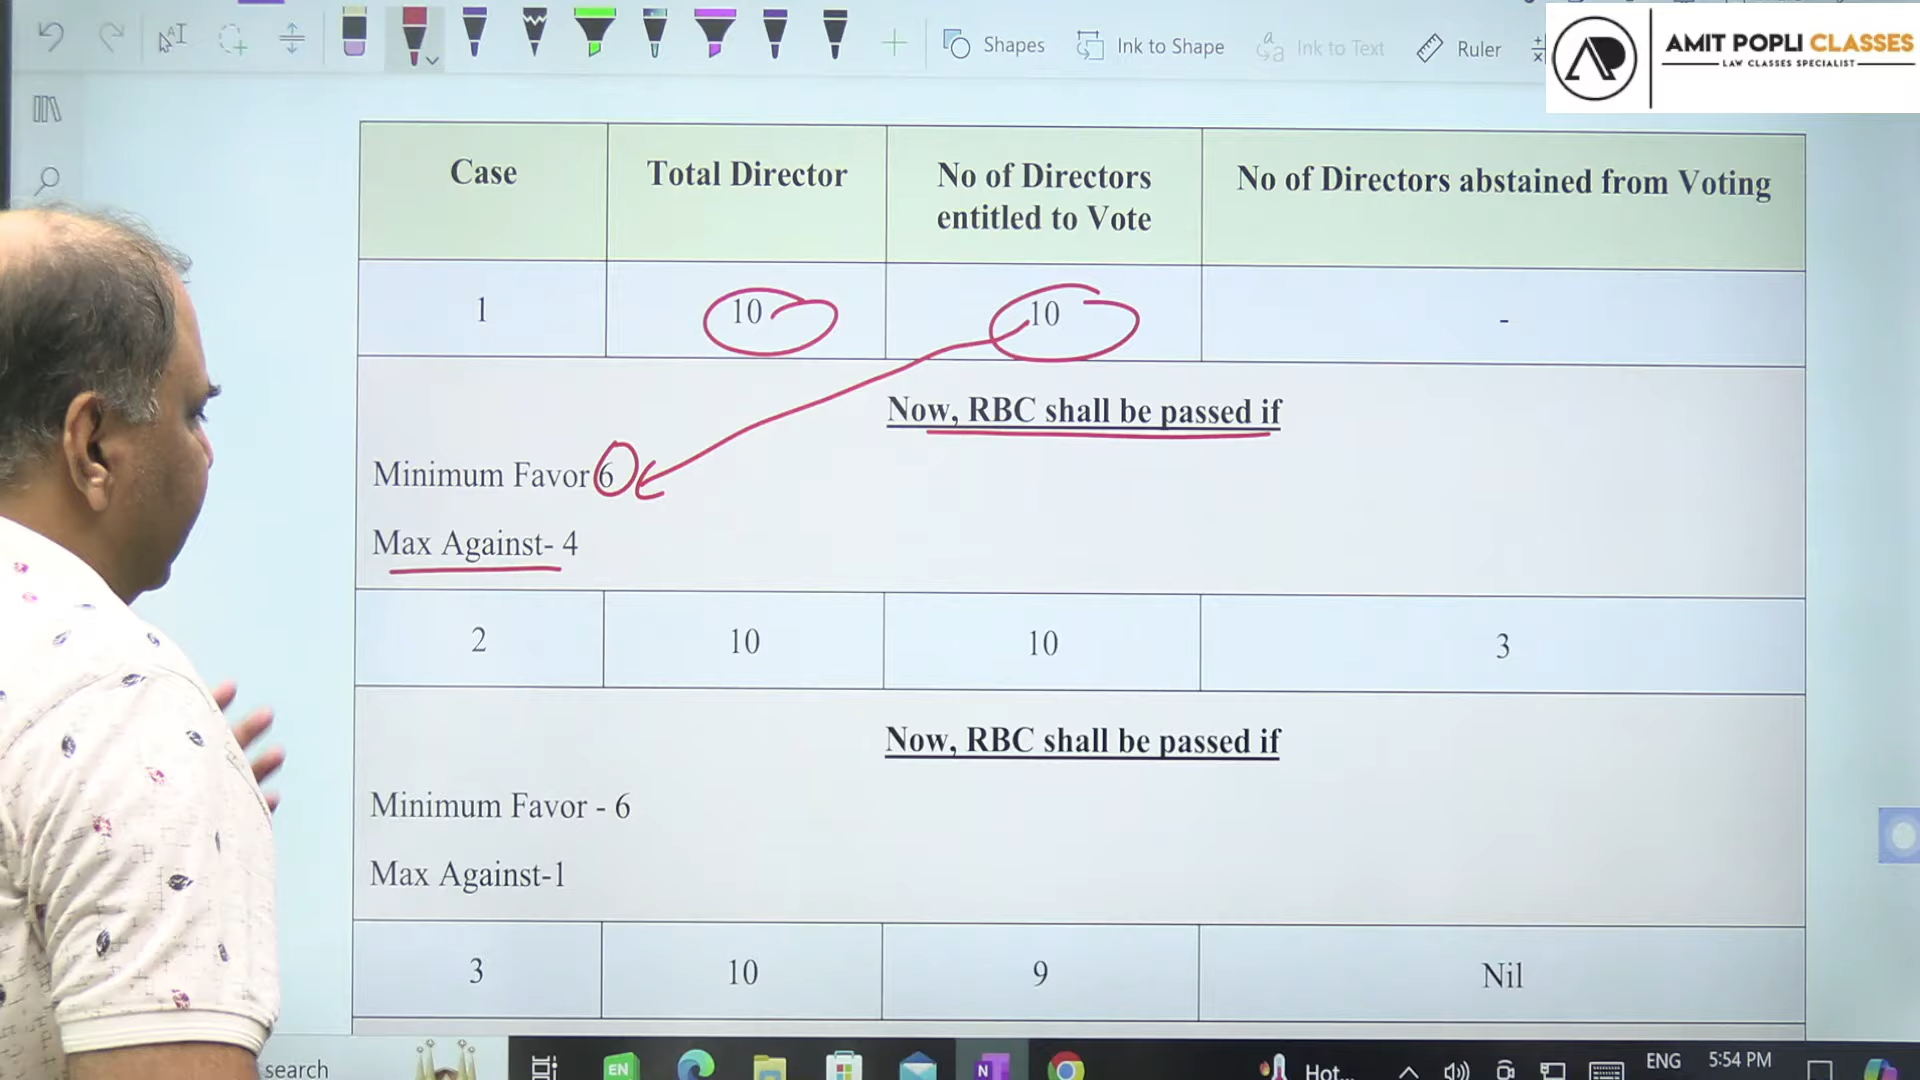 Shapes
Ink to Shape
Ink to Text
Ruler
AMIT POPLI CLASSES
LAW CLASSES SPECIALIST
Case
Total Director
No of Directors
entitled to Vote
No of Directors abstained from Voting
1
10
10
-
Now, RBC shall be passed if
Minimum Favor 6
Max Against- 4
2
10
10
3
Now, RBC shall be passed if
Minimum Favor - 6
Max Against-1
3
10
9
Nil
search
EN
N
Hot...
ENG
5:54 PM